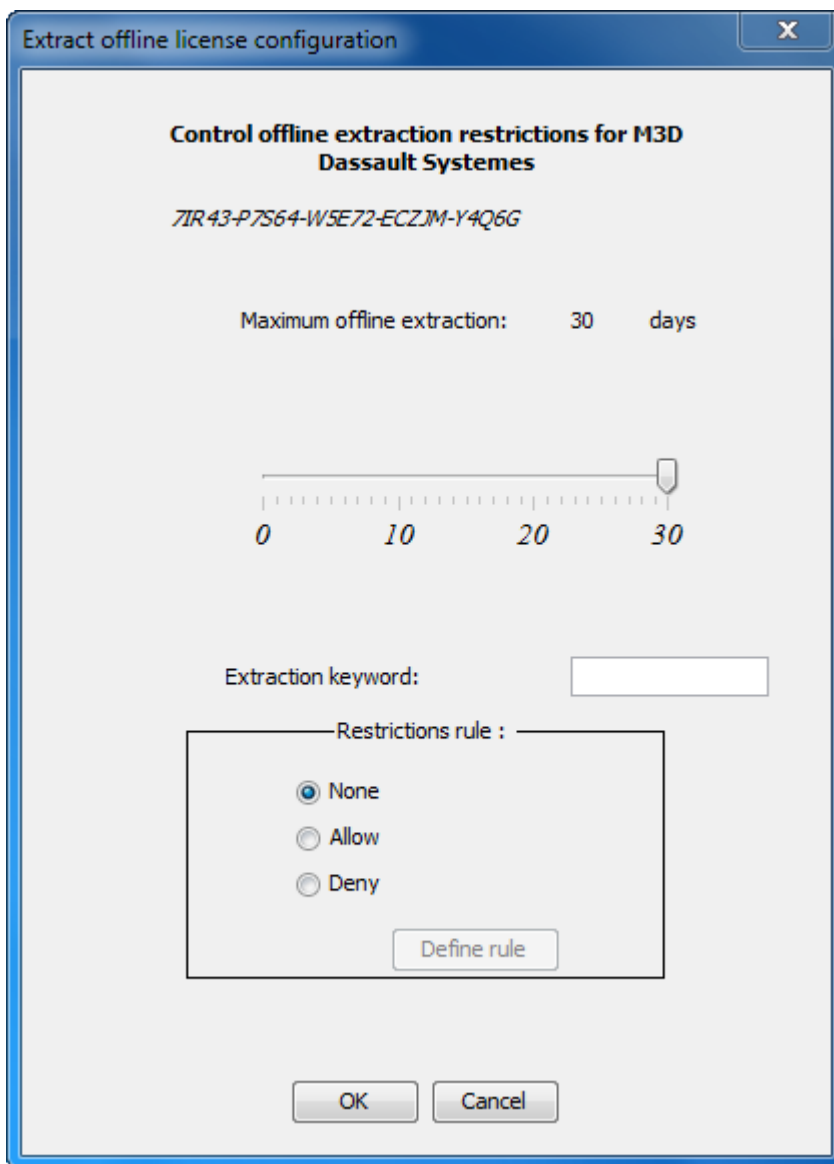 Extract offline license configuration
Control offline extraction restrictions for M3D
Dassault Systemes
7IR43-P7S64-W5E72-ECZJM-Y4Q6G
Maximum offline extraction: 30 days
0 10 20 30
Extraction keyword:
Restrictions rule :
None
Allow
Deny
Define rule
OK Cancel